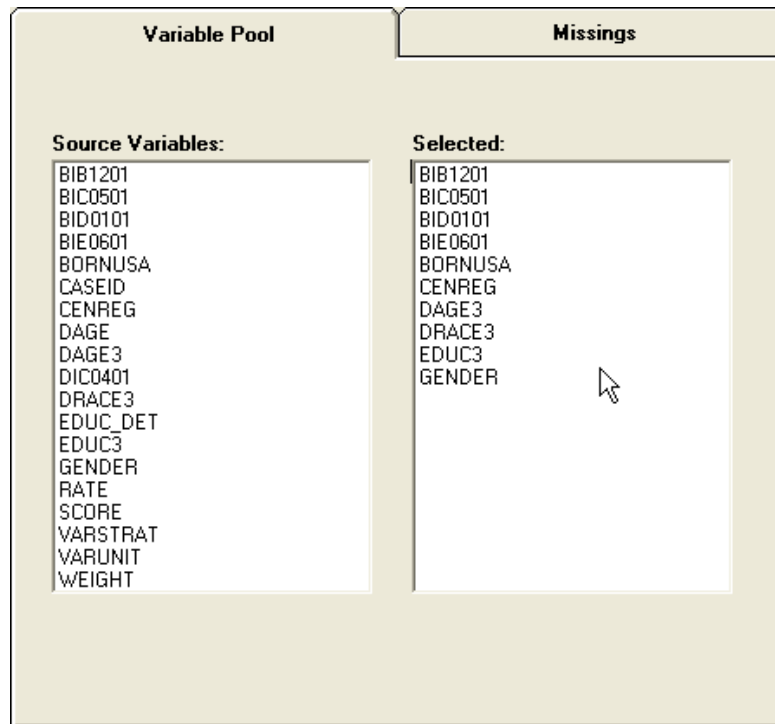 Variable Pool
Missings
Source Variables:
BIB1201
BIC0501
BID0101
BIE0601
BORNUSA
CASEID
CENREG
DAGE
DAGE3
DIC0401
DRACE3
EDUC_DET
EDUC3
GENDER
RATE
SCORE
VARSTRAT
VARUNIT
WEIGHT
Selected:
BIB1201
BIC0501
BID0101
BIE0601
BORNUSA
CENREG
DAGE3
DRACE3
EDUC3
GENDER